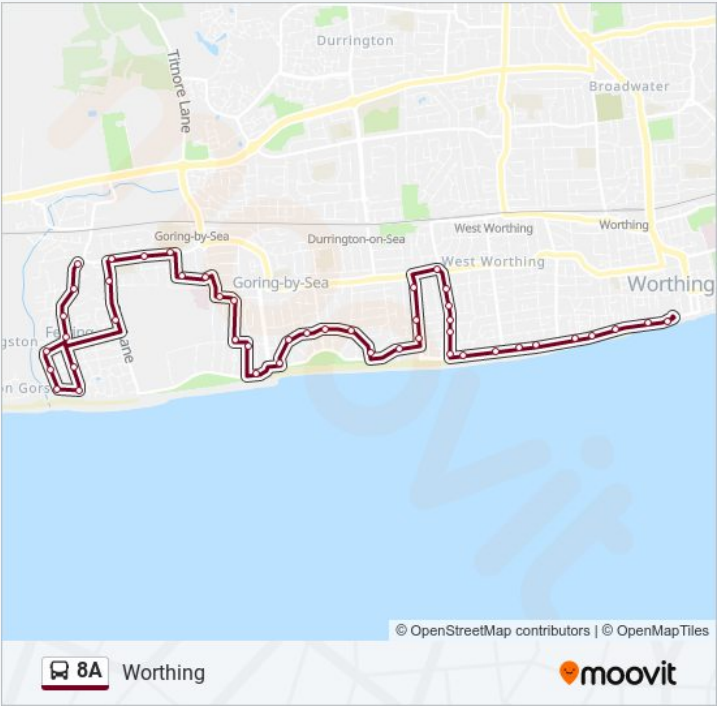 Durrington
Titnore Lane
Broadwater
Goring-by-Sea
Durrington-on-Sea
West Worthing
Worthing
West Worthing
Goring-by-Sea
Worthing
Lane
© OpenStreetMap contributors | © OpenMapTiles
8A Worthing
moovit